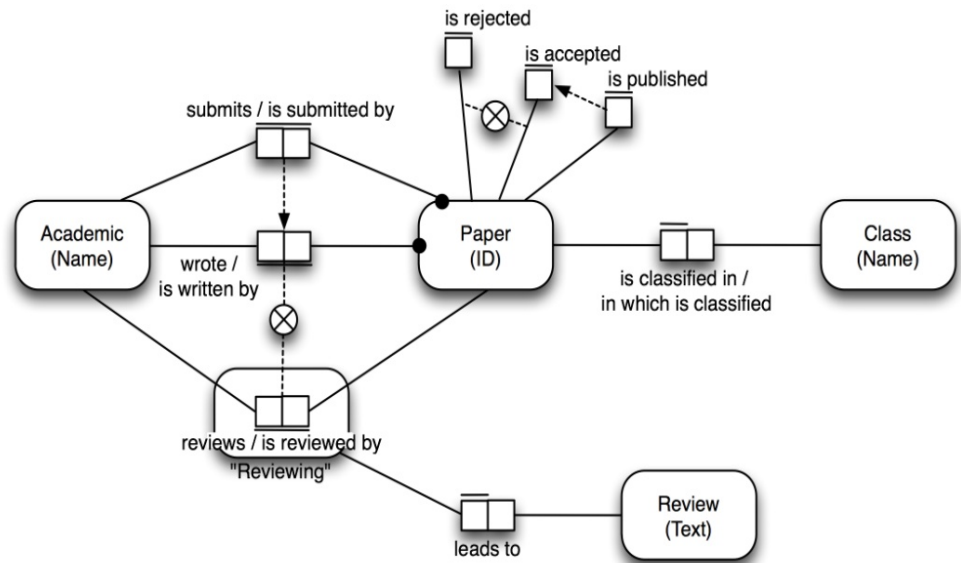 is rejected
is accepted
is published
submits / is submitted by
Academic
(Name)
Paper
(ID)
Class
(Name)
wrote /
is written by
is classified in /
in which is classified
reviews / is reviewed by
"Reviewing"
Review
(Text)
leads to